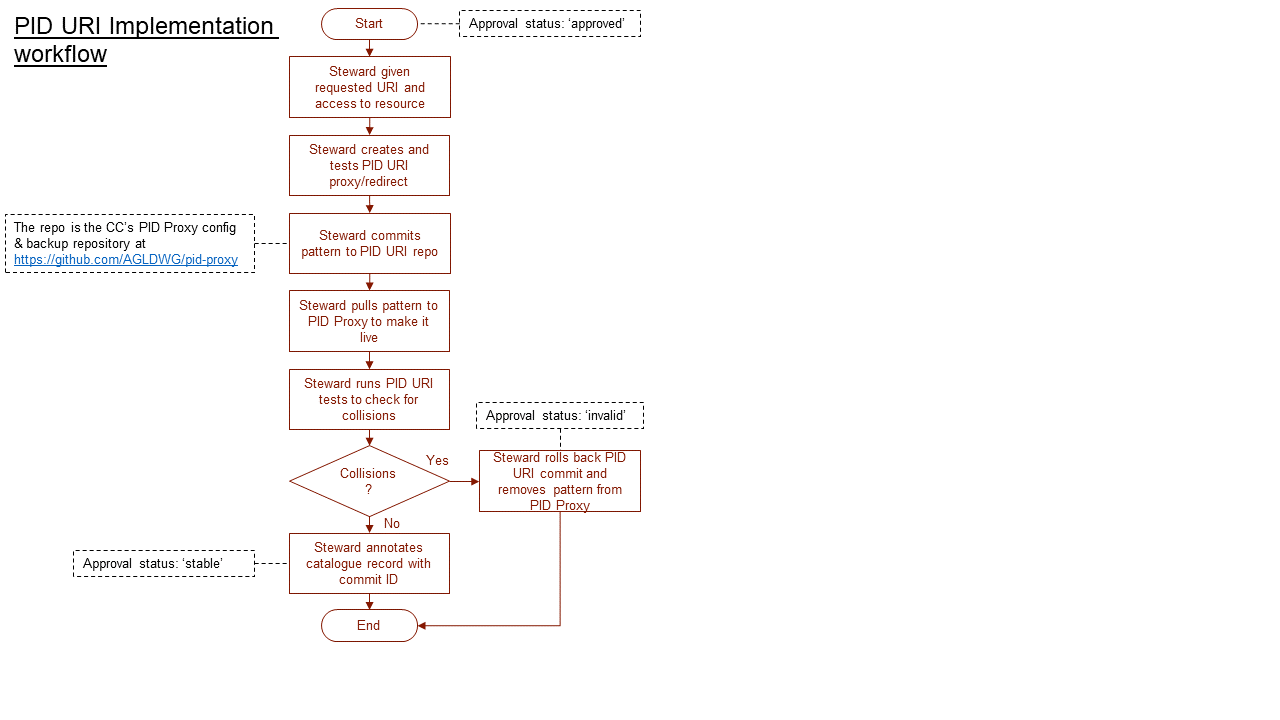 PID URI Implementation
workflow
Start
Approval status: ‘approved’
Steward given
requested URI and
access to resource
Steward creates and
tests PID URI
proxy/redirect
The repo is the CC’s PID Proxy config
& backup repository at
https://github.com/AGLDWG/pid-proxy
Steward commits
pattern to PID URI repo
Steward pulls pattern to
PID Proxy to make it
live
Steward runs PID URI
tests to check for
collisions
Approval status: ‘invalid’
Collisions
?
Yes
Steward rolls back PID
URI commit and
removes pattern from
PID Proxy
No
Approval status: ‘stable’
Steward annotates
catalogue record with
commit ID
End